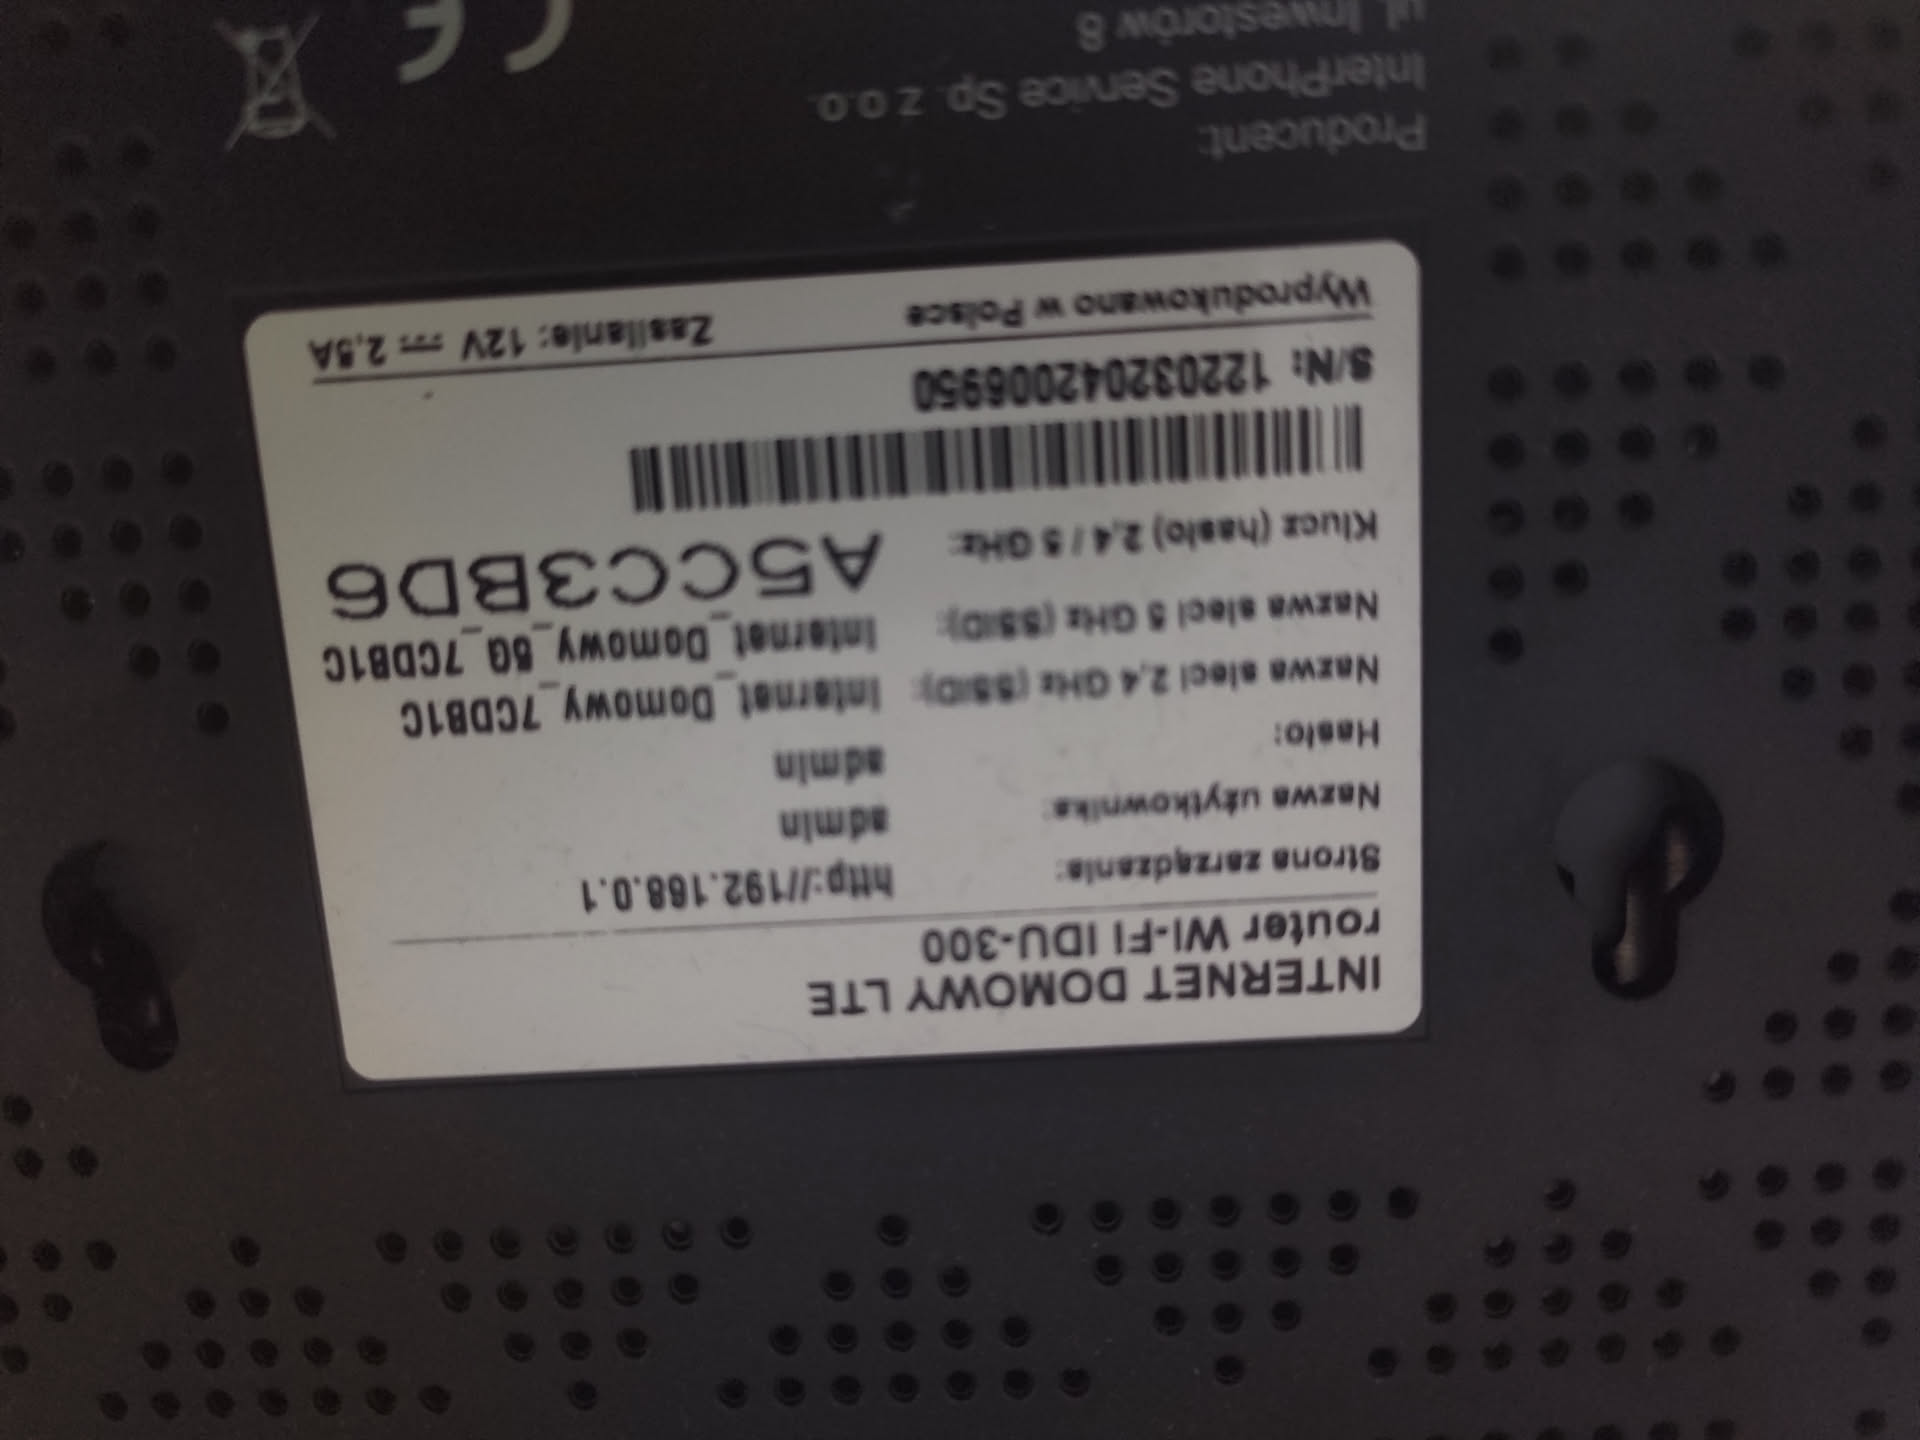 INTERNET DOMOWY LTE
router WI-FI IDU-300
Strona zarządzania: http://192.168.0.1
Nazwa użytkownika: admin
Hasło: admin
Nazwa sieci 2,4 GHz (SSID): Internet_Domowy_7CDB1C
Nazwa sieci 5 GHz (SSID): Internet_Domowy_5G_7CDB1C
Klucz (hasło) 2,4 / 5 GHz: A5CC3BD6
S/N: 122032042006950
Wyprodukowano w Polsce Zasilanie: 12V ⎓ 2,5A
Producent:
InterPhone Service Sp. z o.o.
ul. Inwestorów 8
CE